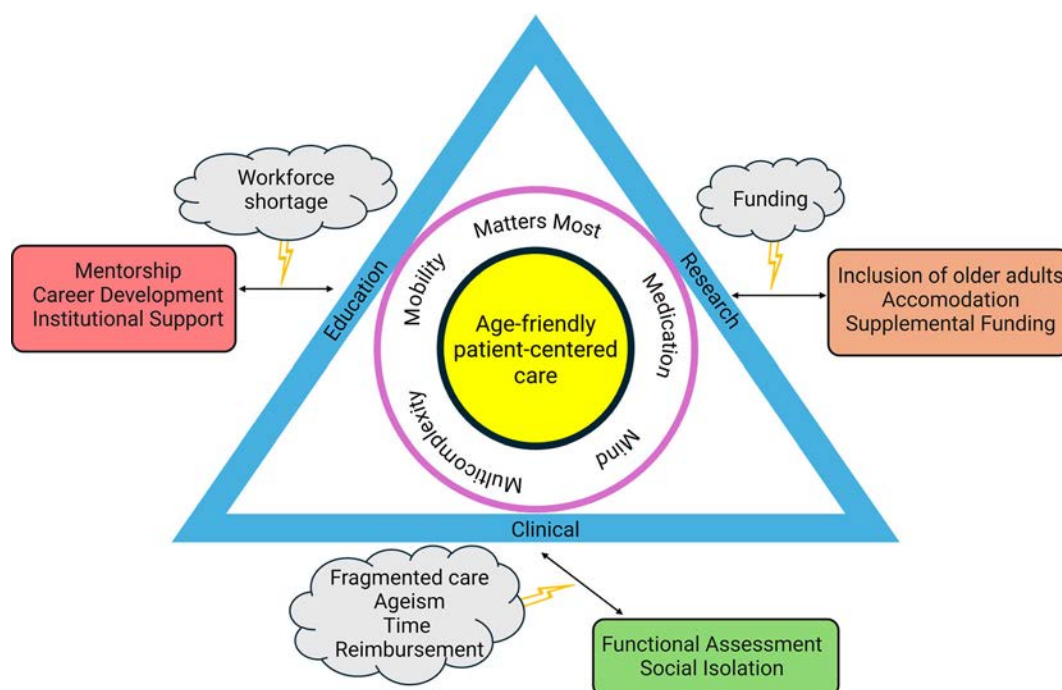 Workforce
shortage
Funding
Mentorship
Career Development
Institutional Support
Education
Research
Inclusion of older adults
Accomodation
Supplemental Funding
Matters Most
Mobility
Medication
Age-friendly
patient-centered
care
Multicomplexity
Mind
Clinical
Fragmented care
Ageism
Time
Reimbursement
Functional Assessment
Social Isolation